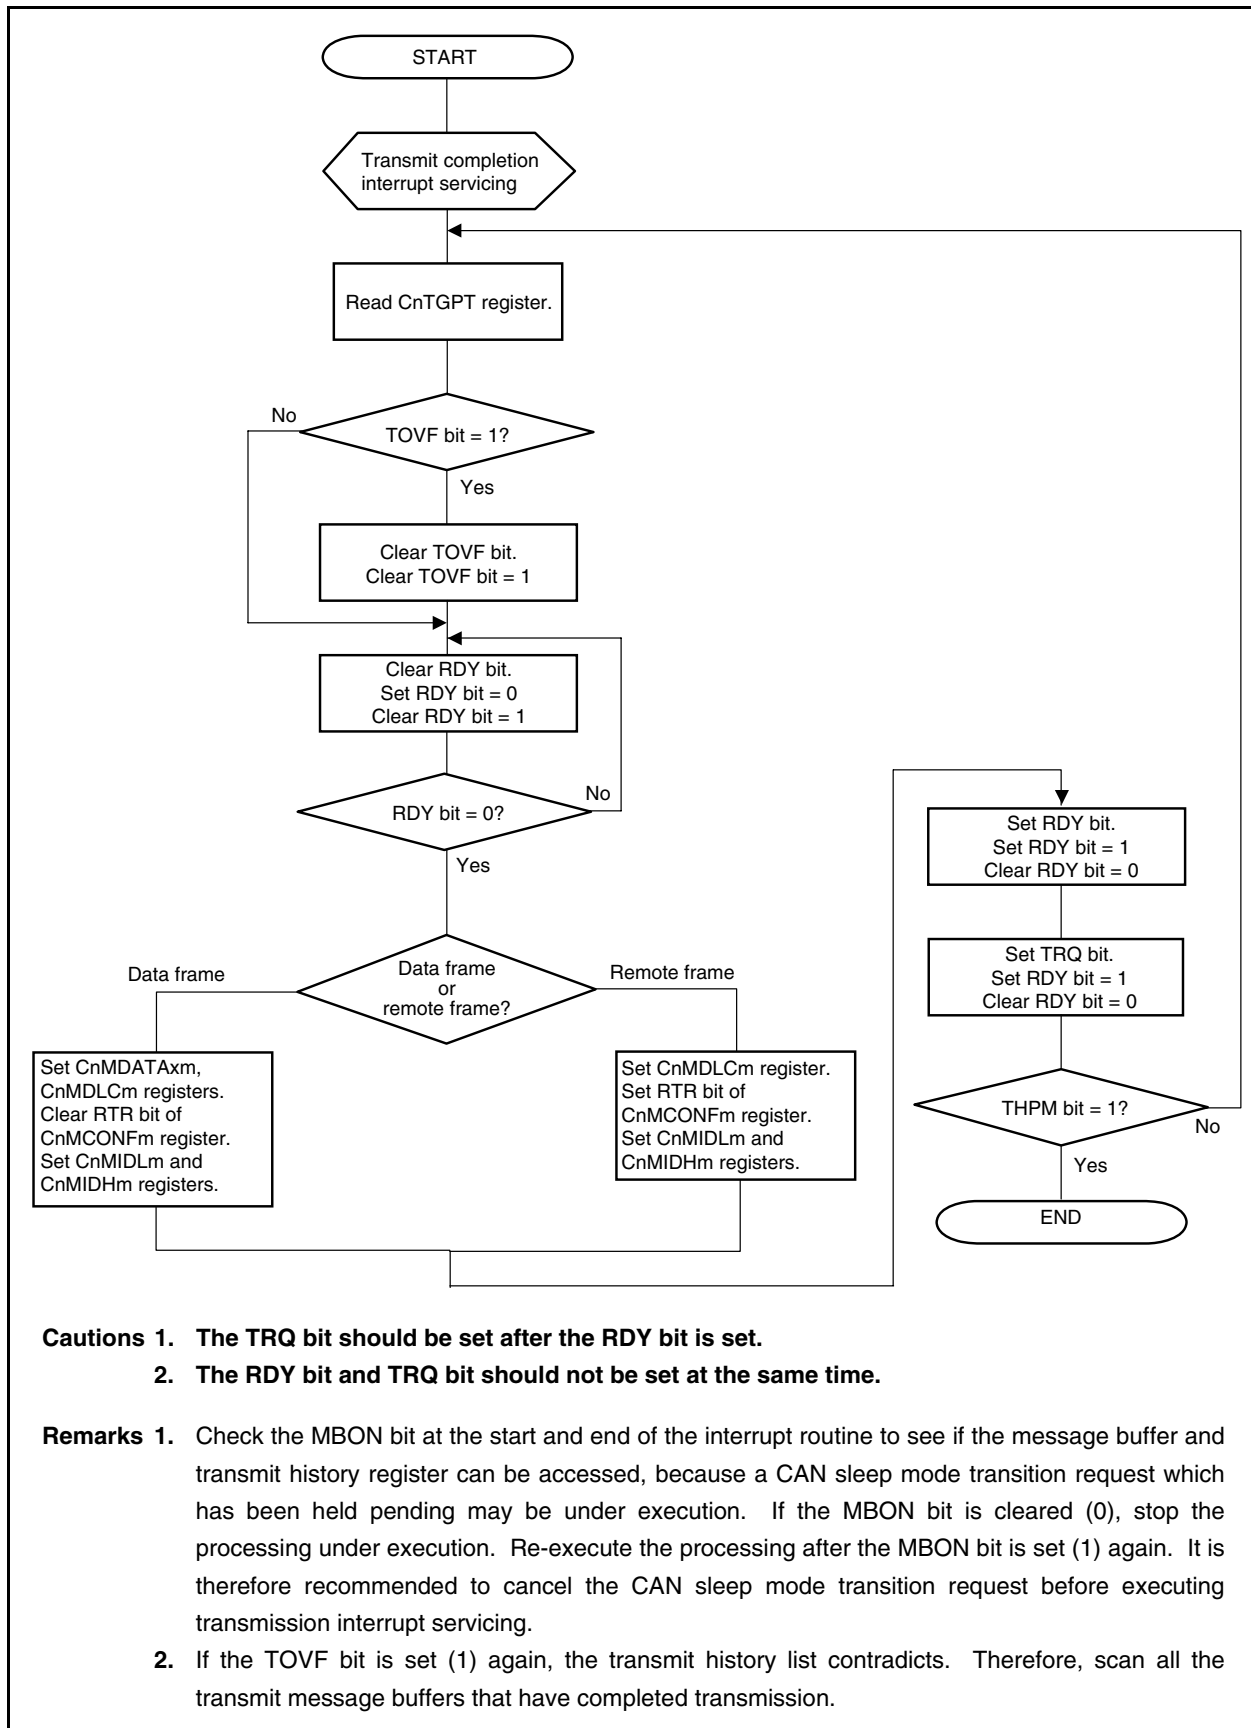 START
Transmit completion
interrupt servicing
Read CnTGPT register.
TOVF bit = 1?
No
Yes
Clear TOVF bit.
Clear TOVF bit = 1
Clear RDY bit.
Set RDY bit = 0
Clear RDY bit = 1
RDY bit = 0?
No
Yes
Data frame
or
remote frame?
Data frame
Remote frame
Set CnMDATAxm,
CnMDLCm registers.
Clear RTR bit of
CnMCONFm register.
Set CnMIDLm and
CnMIDHm registers.
Set CnMDLCm register.
Set RTR bit of
CnMCONFm register.
Set CnMIDLm and
CnMIDHm registers.
Set RDY bit.
Set RDY bit = 1
Clear RDY bit = 0
Set TRQ bit.
Set RDY bit = 1
Clear RDY bit = 0
THPM bit = 1?
No
Yes
END
Cautions 1. The TRQ bit should be set after the RDY bit is set.
2. The RDY bit and TRQ bit should not be set at the same time.
Remarks 1. Check the MBON bit at the start and end of the interrupt routine to see if the message buffer and
transmit history register can be accessed, because a CAN sleep mode transition request which
has been held pending may be under execution. If the MBON bit is cleared (0), stop the
processing under execution. Re-execute the processing after the MBON bit is set (1) again. It is
therefore recommended to cancel the CAN sleep mode transition request before executing
transmission interrupt servicing.
2. If the TOVF bit is set (1) again, the transmit history list contradicts. Therefore, scan all the
transmit message buffers that have completed transmission.